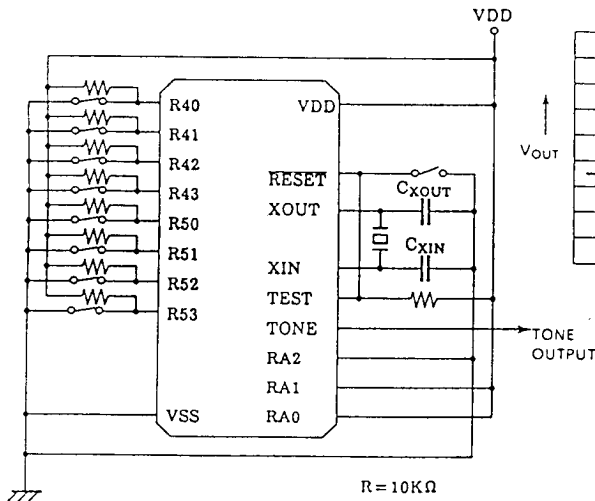 VDD
R40
R41
R42
R43
R50
R51
R52
R53
VSS
VDD
RESET
XOUT
XIN
TEST
TONE
RA2
RA1
RA0
CXOUT
CXIN
VOUT
TONE
OUTPUT
R=10KΩ